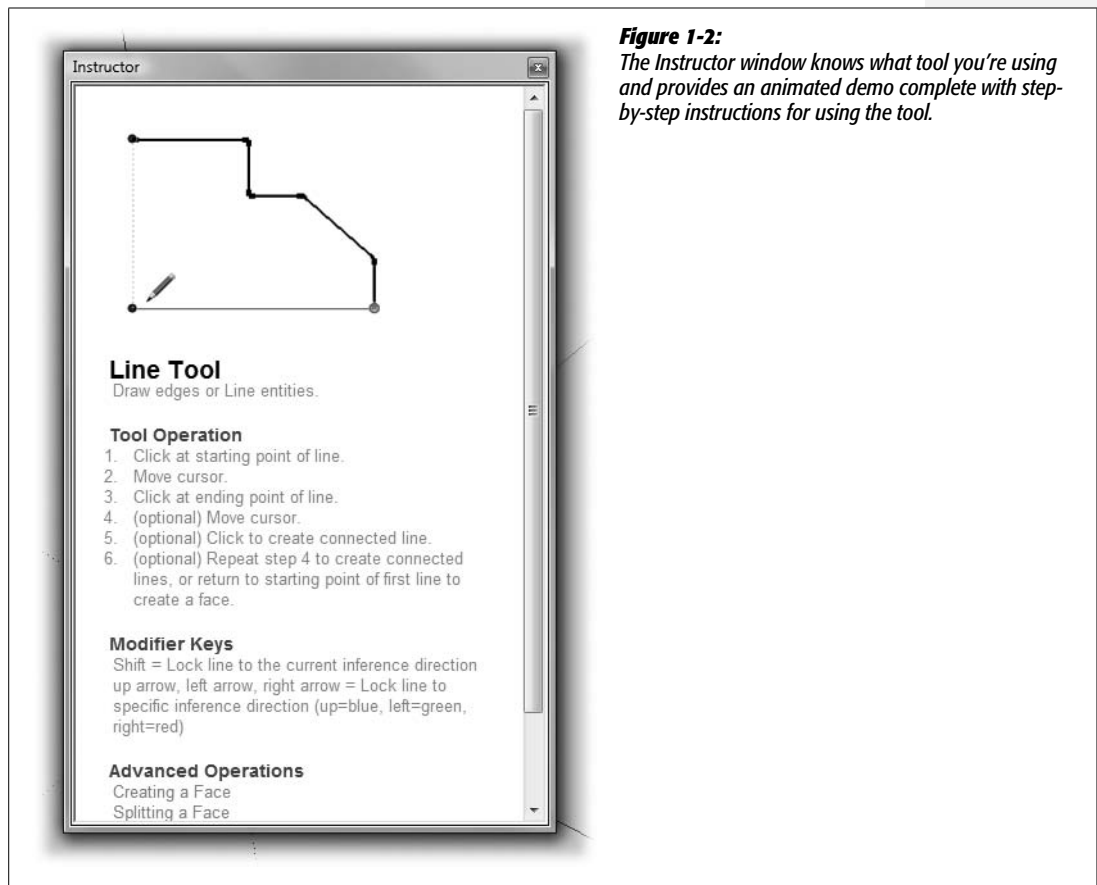 Instructor
Line Tool
Draw edges or Line entities.
Tool Operation
1. Click at starting point of line.
2. Move cursor.
3. Click at ending point of line.
4. (optional) Move cursor.
5. (optional) Click to create connected line.
6. (optional) Repeat step 4 to create connected
lines, or return to starting point of first line to
create a face.
Modifier Keys
Shift = Lock line to the current inference direction
up arrow, left arrow, right arrow = Lock line to
specific inference direction (up=blue, left=green,
right=red)
Advanced Operations
Creating a Face
Splitting a Face
Figure 1-2:
The Instructor window knows what tool you're using
and provides an animated demo complete with step-
by-step instructions for using the tool.